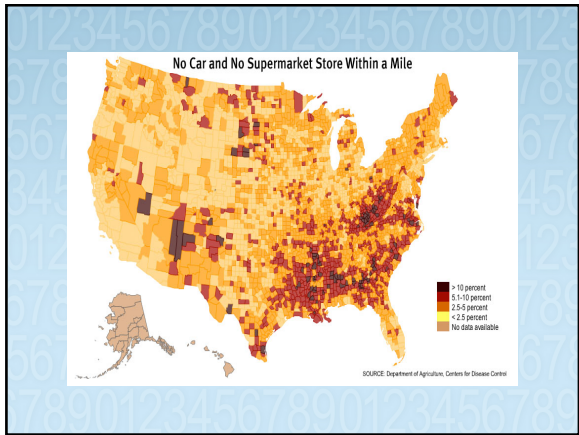 No Car and No Supermarket Store Within a Mile
> 10 percent
5.1-10 percent
2.5-5 percent
< 2.5 percent
No data available
SOURCE: Department of Agriculture, Centers for Disease Control